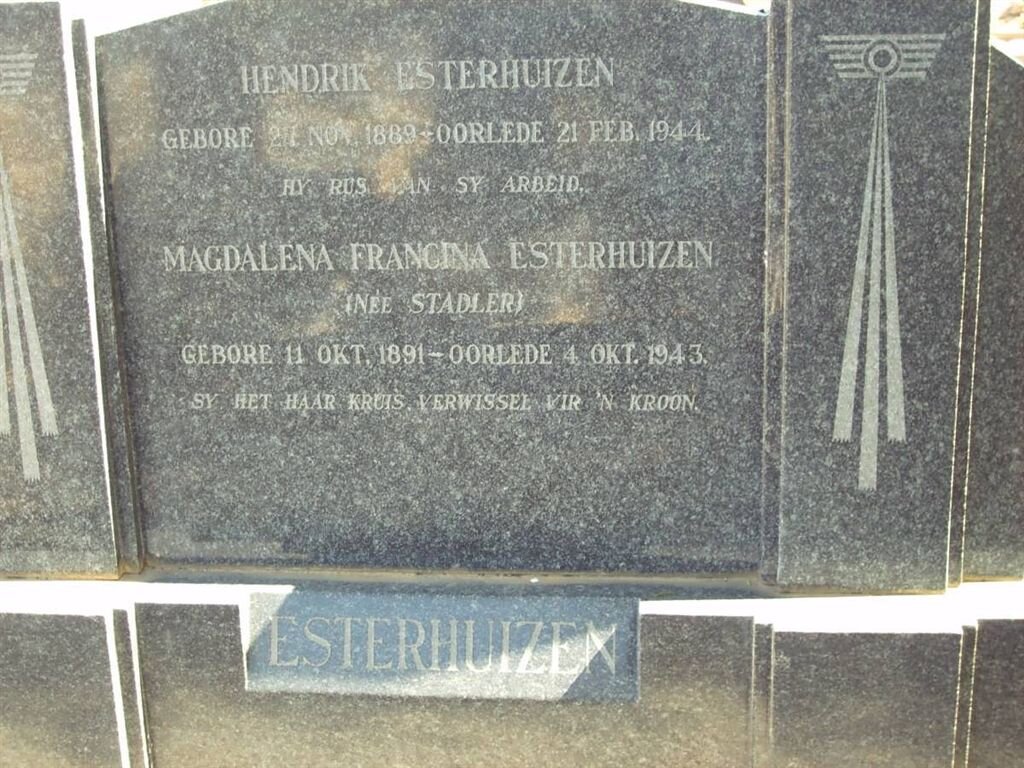 HENDRIK ESTERHUIZEN
GEBORE NOV. 1889 – OORLEDE 21 FEB. 1944.
HY RUS VAN SY ARBEID.
MAGDALENA FRANCINA ESTERHUIZEN
(NEE STADLER)
GEBORE 11 OKT. 1891 – OORLEDE 4 OKT. 1943.
SY HET HAAR KRUIS VERWISSEL VIR 'N KROON.
ESTERHUIZEN